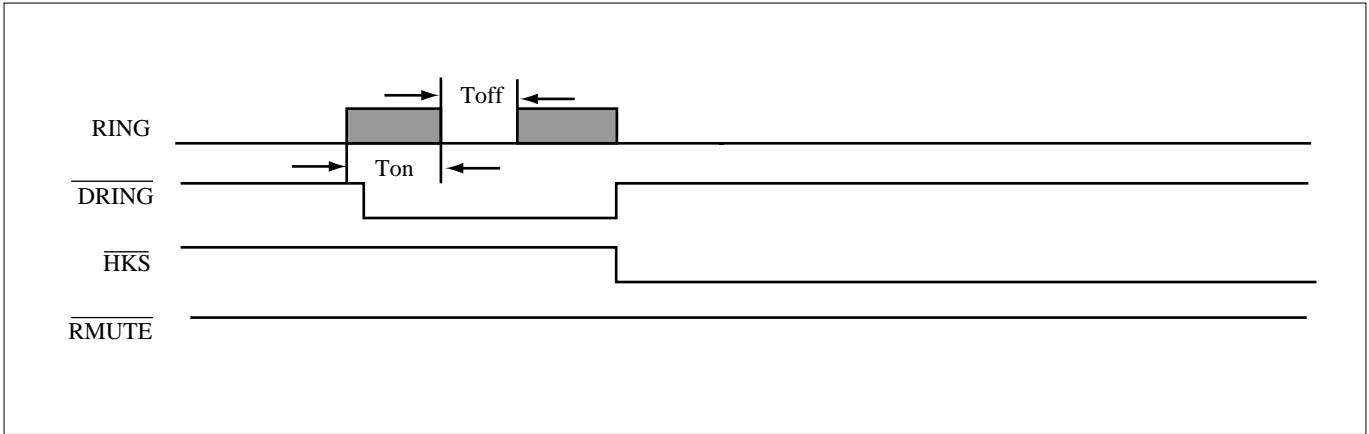 Toff
RING
Ton
DRING
HKS
RMUTE